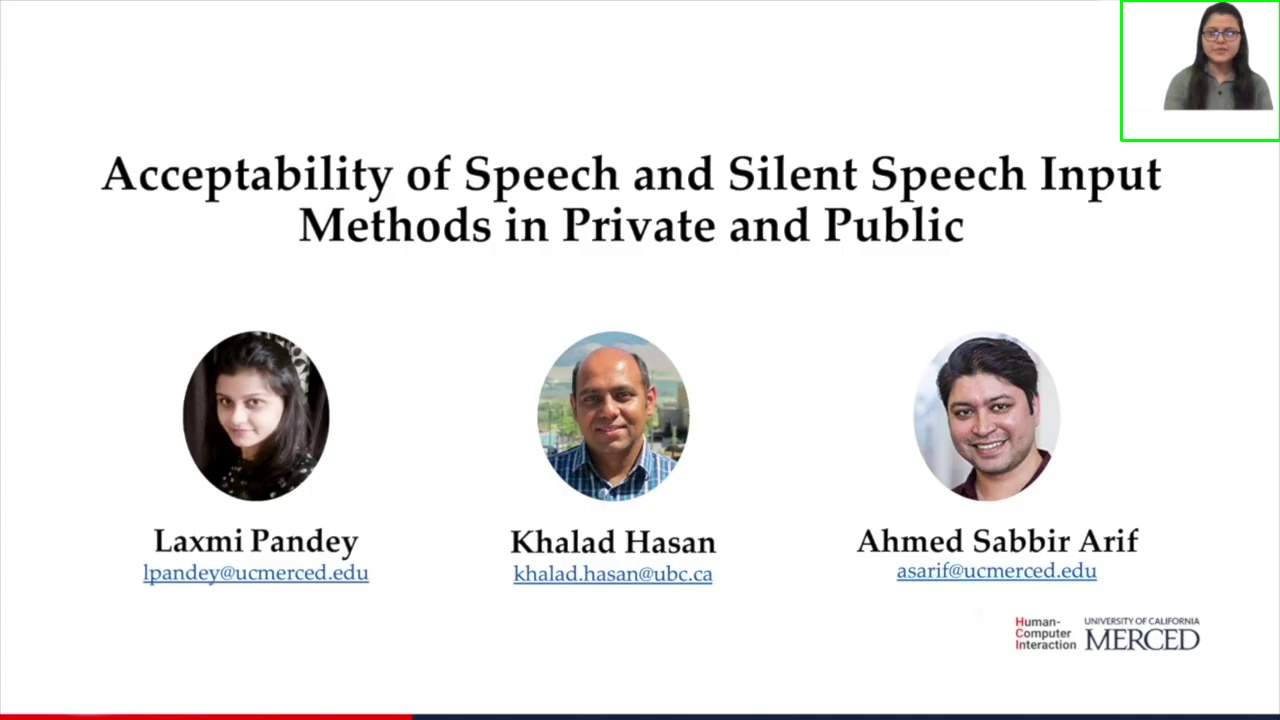 Acceptability of Speech and Silent Speech Input
Methods in Private and Public
Laxmi Pandey
lpandey@ucmerced.edu
Khalad Hasan
khalad.hasan@ubc.ca
Ahmed Sabbir Arif
asarif@ucmerced.edu
Human-
Computer
Interaction
UNIVERSITY OF CALIFORNIA
MERCED